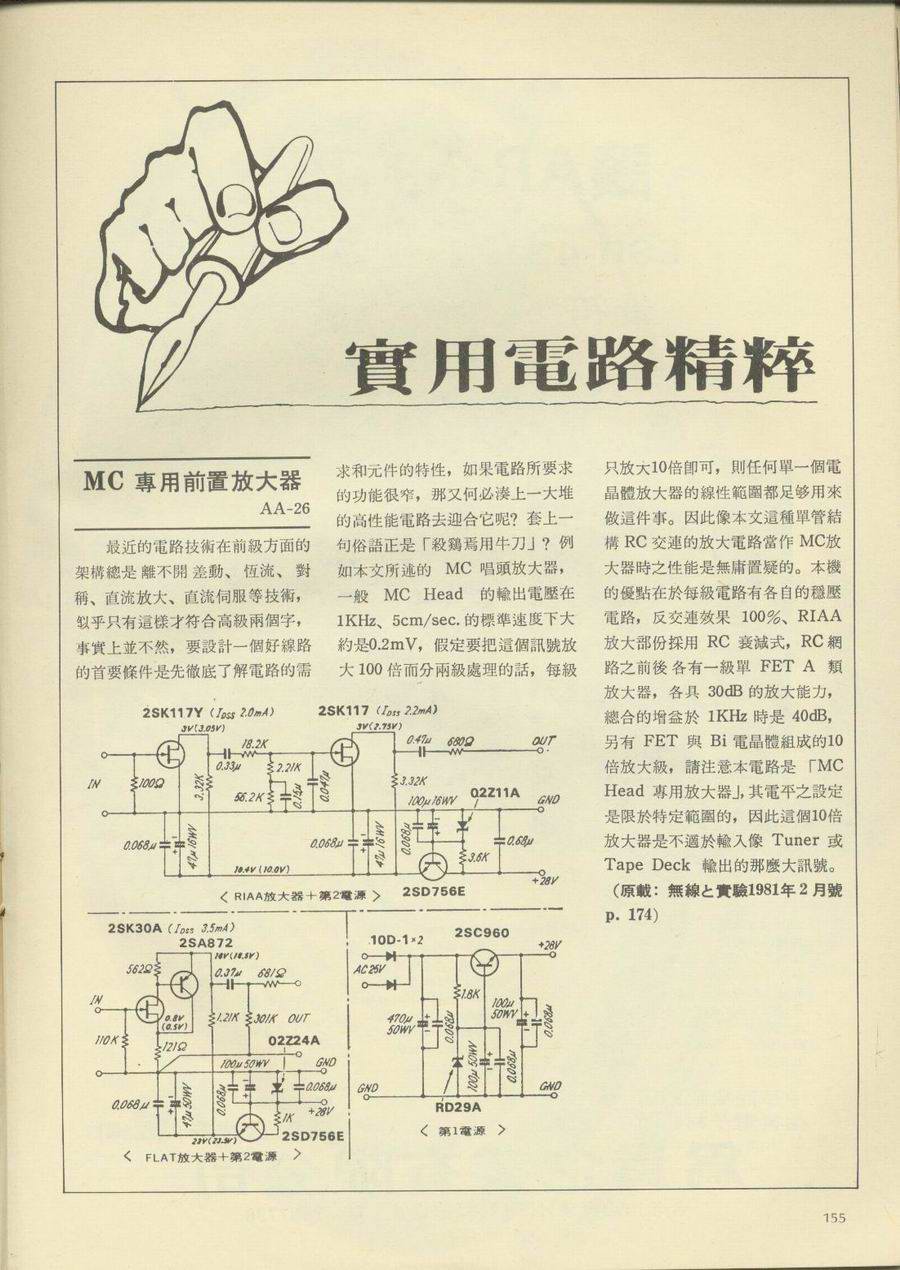 實用電路精粹
MC 專用前置放大器
AA-26
最近的電路技術在前級方面的
架構總是離不開差動、恆流、對
稱、直流放大、直流伺服等技術,
似乎只有這樣才符合高級兩個字,
事實上並不然,要設計一個好線路
的首要條件是先徹底了解電路的需
求和元件的特性,如果電路所要求
的功能很窄,那又何必湊上一大堆
的高性能電路去迎合它呢?套上一
句俗語正是「殺鷄焉用牛刀」?例
如本文所述的 MC 唱頭放大器,
一般 MC Head 的輸出電壓在
1KHz、5cm/sec. 的標準速度下大
約是0.2mV,假定要把這個訊號放
大 100 倍而分兩級處理的話,每級
只放大10倍卽可,則任何單一個電
晶體放大器的線性範圍都足够用來
做這件事。因此像本文這種單管結
構 RC 交連的放大電路當作 MC放
大器時之性能是無庸置疑的。本機
的優點在於每級電路有各自的穩壓
電路,反交連效果 100%、RIAA
放大部份採用 RC 衰減式,RC網
路之前後各有一級單 FET A 類
放大器,各具 30dB 的放大能力,
總合的增益於 1KHz 時是 40dB,
另有 FET 與 Bi 電晶體組成的10
倍放大級,請注意本電路是「MC
Head 專用放大器」,其電平之設定
是限於特定範圍的,因此這個10倍
放大器是不適於輸入像 Tuner 或
Tape Deck 輸出的那麼大訊號。
(原載:無線と實驗1981年 2 月號
p. 174)
2SK117Y (IDSS 2.0mA)
2SK117 (IDSS 2.2mA)
3V(3.05V)
3V(2.75V)
18.2K
0.33μ
0.47μ
680Ω
OUT
IN
100Ω
3.32K
2.21K
56.2K
0.15μ
0.047μ
3.32K
100μ16WV
02Z11A
GND
0.068μ
47μ16WV
0.068μ
47μ16WV
0.068μ
3.6K
0.68μ
10.4V (10.0V)
+28V
< RIAA放大器+第2電源 >
2SD756E
2SK30A (IDSS 3.5mA)
2SA872
562Ω
0.37μ
681Ω
IN
0.8V
(0.5V)
1.21K
301K
OUT
110K
121Ω
02Z24A
100μ50WV
GND
0.068μ
47μ50WV
0.068μ
0.068μ
+28V
1K
23V(23.5V)
2SD756E
< FLAT放大器+第2電源 >
10D-1×2
2SC960
+28V
AC25V
1.8K
470μ
50WV
0.068μ
100μ
50WV
0.068μ
100μ50WV
0.068μ
GND
GND
RD29A
< 第1電源 >
155